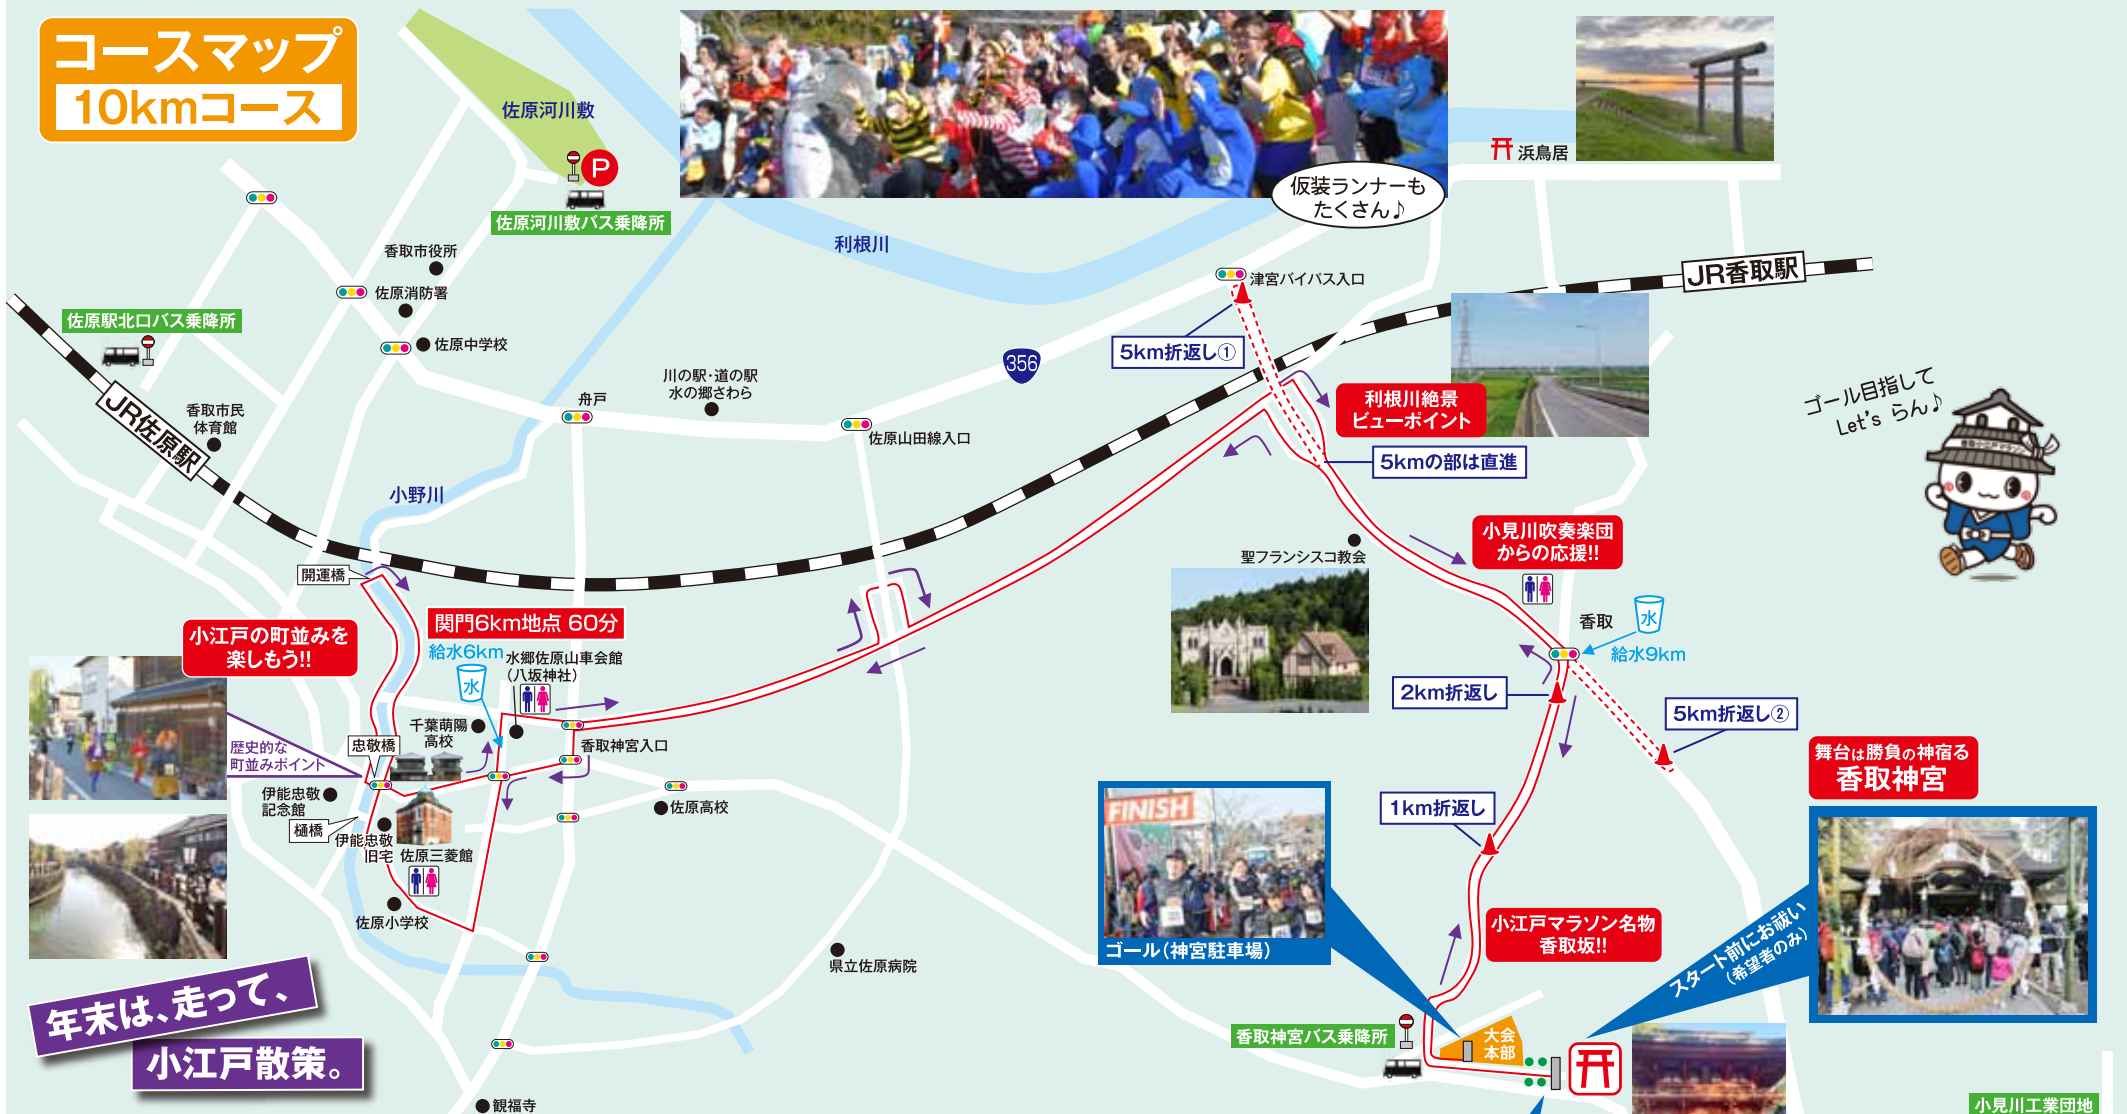 コースマップ
10kmコース
佐原河川敷
P
佐原河川敷バス乗降所
仮装ランナーも
たくさん♪
浜鳥居
利根川
香取市役所
佐原消防署
佐原中学校
佐原駅北口バス乗降所
JR佐原駅
香取市民
体育館
川の駅・道の駅
水の郷さわら
舟戸
356
佐原山田線入口
小野川
津宮バイパス入口
JR香取駅
5km折返し①
利根川絶景
ビューポイント
5kmの部は直進
ゴール目指して
Let's らん♪
聖フランシスコ教会
小見川吹奏楽団
からの応援!!
香取
水
給水9km
開運橋
小江戸の町並みを
楽しもう!!
関門6km地点 60分
給水6km
水
水郷佐原山車会館
(八坂神社)
千葉萌陽
高校
忠敬橋
歴史的な
町並みポイント
香取神宮入口
伊能忠敬
記念館
樋橋
伊能忠敬
旧宅
佐原三菱館
佐原小学校
佐原高校
県立佐原病院
2km折返し
5km折返し②
1km折返し
舞台は勝負の神宿る
香取神宮
FINISH
ゴール(神宮駐車場)
小江戸マラソン名物
香取坂!!
スタート前にお祓い
(希望者のみ)
香取神宮バス乗降所
大会
本部
年末は、走って、
小江戸散策。
観福寺
小見川工業団地